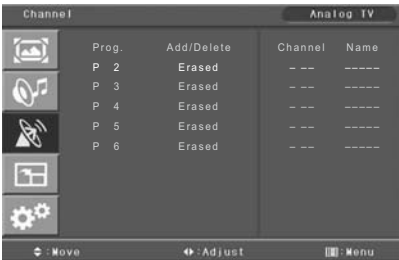 Channel Analog TV
Prog. Add/Delete Channel Name
P 2 Erased – –– –––––
P 3 Erased – –– –––––
P 4 Erased – –– –––––
P 5 Erased – –– –––––
P 6 Erased – –– –––––
:Move :Adjust :Menu